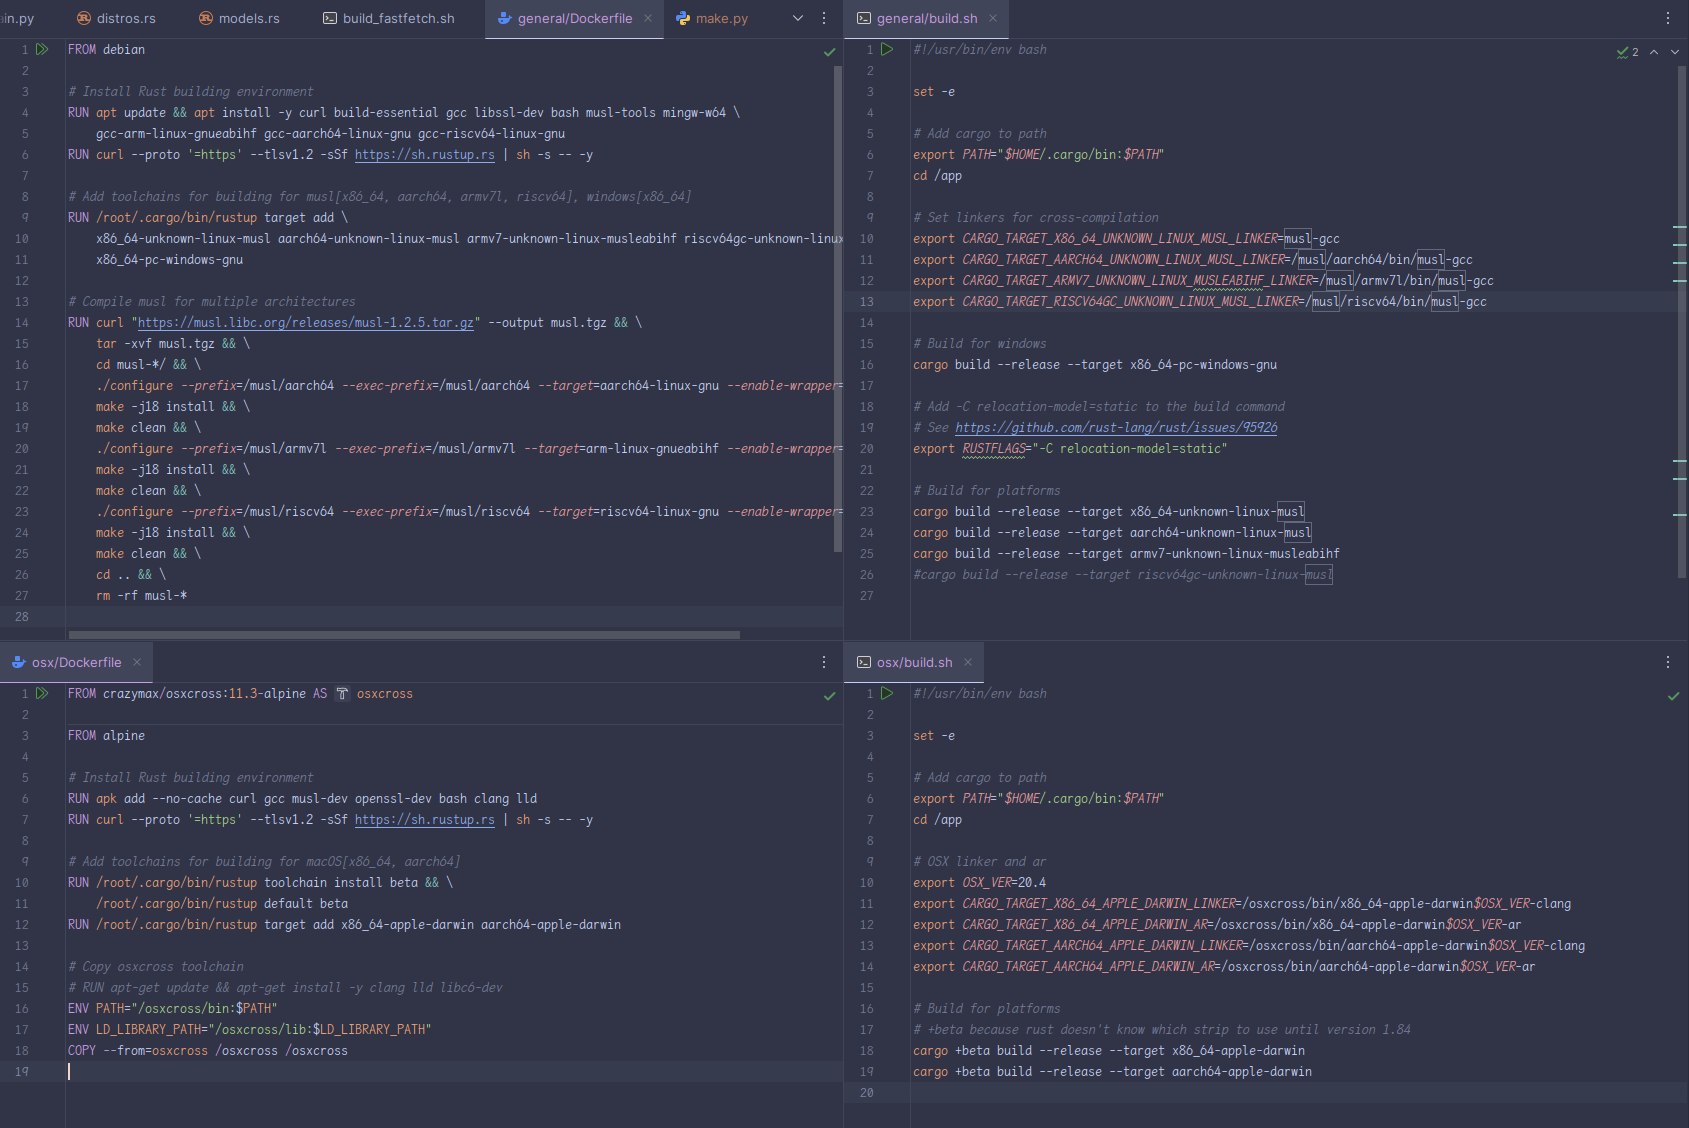 in.py distros.rs models.rs build_fastfetch.sh general/Dockerfile make.py
1 FROM debian
2
3 # Install Rust building environment
4 RUN apt update && apt install -y curl build-essential gcc libssl-dev bash musl-tools mingw-w64 \
5 gcc-arm-linux-gnueabihf gcc-aarch64-linux-gnu gcc-riscv64-linux-gnu
6 RUN curl --proto '=https' --tlsv1.2 -sSf https://sh.rustup.rs | sh -s -- -y
7
8 # Add toolchains for building for musl[x86_64, aarch64, armv7l, riscv64], windows[x86_64]
9 RUN /root/.cargo/bin/rustup target add \
10 x86_64-unknown-linux-musl aarch64-unknown-linux-musl armv7-unknown-linux-musleabihf riscv64gc-unknown-linux
11 x86_64-pc-windows-gnu
12
13 # Compile musl for multiple architectures
14 RUN curl "https://musl.libc.org/releases/musl-1.2.5.tar.gz" --output musl.tgz && \
15 tar -xvf musl.tgz && \
16 cd musl-*/ && \
17 ./configure --prefix=/musl/aarch64 --exec-prefix=/musl/aarch64 --target=aarch64-linux-gnu --enable-wrapper=
18 make -j18 install && \
19 make clean && \
20 ./configure --prefix=/musl/armv7l --exec-prefix=/musl/armv7l --target=arm-linux-gnueabihf --enable-wrapper=
21 make -j18 install && \
22 make clean && \
23 ./configure --prefix=/musl/riscv64 --exec-prefix=/musl/riscv64 --target=riscv64-linux-gnu --enable-wrapper=
24 make -j18 install && \
25 make clean && \
26 cd .. && \
27 rm -rf musl-*
28
general/build.sh
2
1 #!/usr/bin/env bash
2
3 set -e
4
5 # Add cargo to path
6 export PATH="$HOME/.cargo/bin:$PATH"
7 cd /app
8
9 # Set linkers for cross-compilation
10 export CARGO_TARGET_X86_64_UNKNOWN_LINUX_MUSL_LINKER=musl-gcc
11 export CARGO_TARGET_AARCH64_UNKNOWN_LINUX_MUSL_LINKER=/musl/aarch64/bin/musl-gcc
12 export CARGO_TARGET_ARMV7_UNKNOWN_LINUX_MUSLEABIHF_LINKER=/musl/armv7l/bin/musl-gcc
13 export CARGO_TARGET_RISCV64GC_UNKNOWN_LINUX_MUSL_LINKER=/musl/riscv64/bin/musl-gcc
14
15 # Build for windows
16 cargo build --release --target x86_64-pc-windows-gnu
17
18 # Add -C relocation-model=static to the build command
19 # See https://github.com/rust-lang/rust/issues/95926
20 export RUSTFLAGS="-C relocation-model=static"
21
22 # Build for platforms
23 cargo build --release --target x86_64-unknown-linux-musl
24 cargo build --release --target aarch64-unknown-linux-musl
25 cargo build --release --target armv7-unknown-linux-musleabihf
26 #cargo build --release --target riscv64gc-unknown-linux-musl
27
osx/Dockerfile
1 FROM crazymax/osxcross:11.3-alpine AS osxcross
2
3 FROM alpine
4
5 # Install Rust building environment
6 RUN apk add --no-cache curl gcc musl-dev openssl-dev bash clang lld
7 RUN curl --proto '=https' --tlsv1.2 -sSf https://sh.rustup.rs | sh -s -- -y
8
9 # Add toolchains for building for macOS[x86_64, aarch64]
10 RUN /root/.cargo/bin/rustup toolchain install beta && \
11 /root/.cargo/bin/rustup default beta
12 RUN /root/.cargo/bin/rustup target add x86_64-apple-darwin aarch64-apple-darwin
13
14 # Copy osxcross toolchain
15 # RUN apt-get update && apt-get install -y clang lld libc6-dev
16 ENV PATH="/osxcross/bin:$PATH"
17 ENV LD_LIBRARY_PATH="/osxcross/lib:$LD_LIBRARY_PATH"
18 COPY --from=osxcross /osxcross /osxcross
19
osx/build.sh
1 #!/usr/bin/env bash
2
3 set -e
4
5 # Add cargo to path
6 export PATH="$HOME/.cargo/bin:$PATH"
7 cd /app
8
9 # OSX linker and ar
10 export OSX_VER=20.4
11 export CARGO_TARGET_X86_64_APPLE_DARWIN_LINKER=/osxcross/bin/x86_64-apple-darwin$OSX_VER-clang
12 export CARGO_TARGET_X86_64_APPLE_DARWIN_AR=/osxcross/bin/x86_64-apple-darwin$OSX_VER-ar
13 export CARGO_TARGET_AARCH64_APPLE_DARWIN_LINKER=/osxcross/bin/aarch64-apple-darwin$OSX_VER-clang
14 export CARGO_TARGET_AARCH64_APPLE_DARWIN_AR=/osxcross/bin/aarch64-apple-darwin$OSX_VER-ar
15
16 # Build for platforms
17 # +beta because rust doesn't know which strip to use until version 1.84
18 cargo +beta build --release --target x86_64-apple-darwin
19 cargo +beta build --release --target aarch64-apple-darwin
20